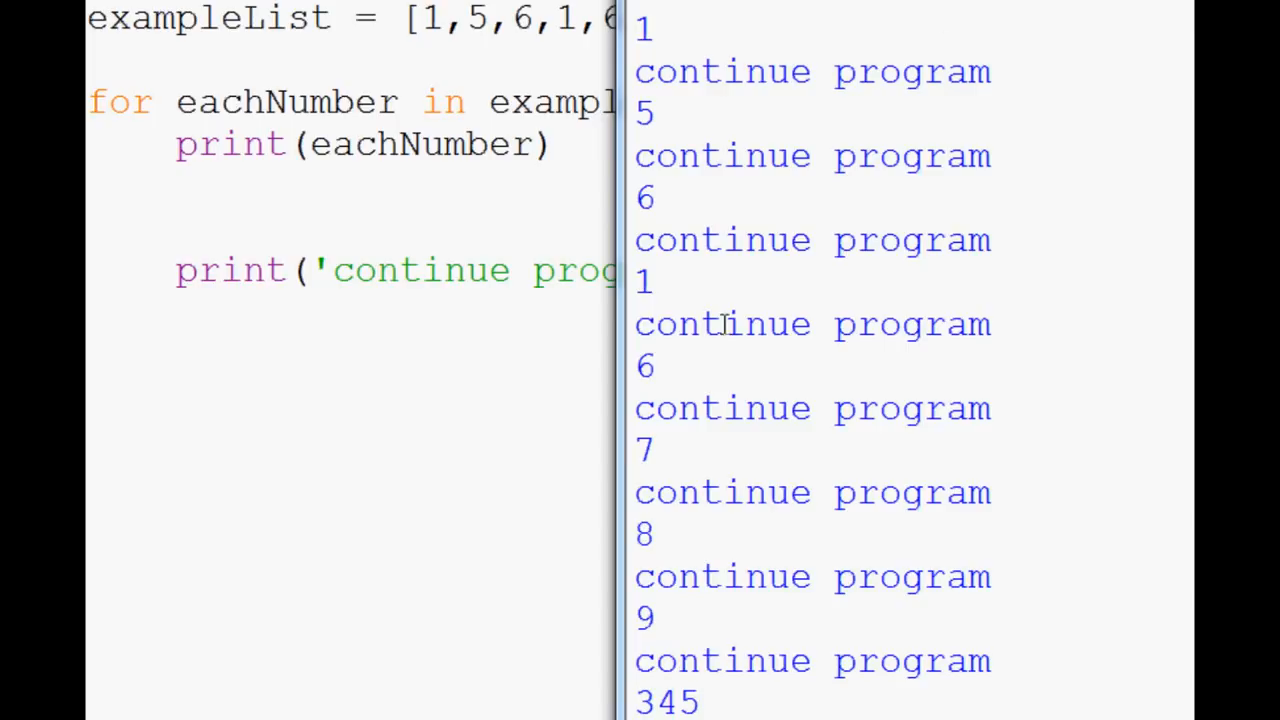 exampleList = [1,5,6,1,6
for eachNumber in exampl
print(eachNumber)
print('continue prog
1
continue program
5
continue program
6
continue program
1
continue program
6
continue program
7
continue program
8
continue program
9
continue program
345